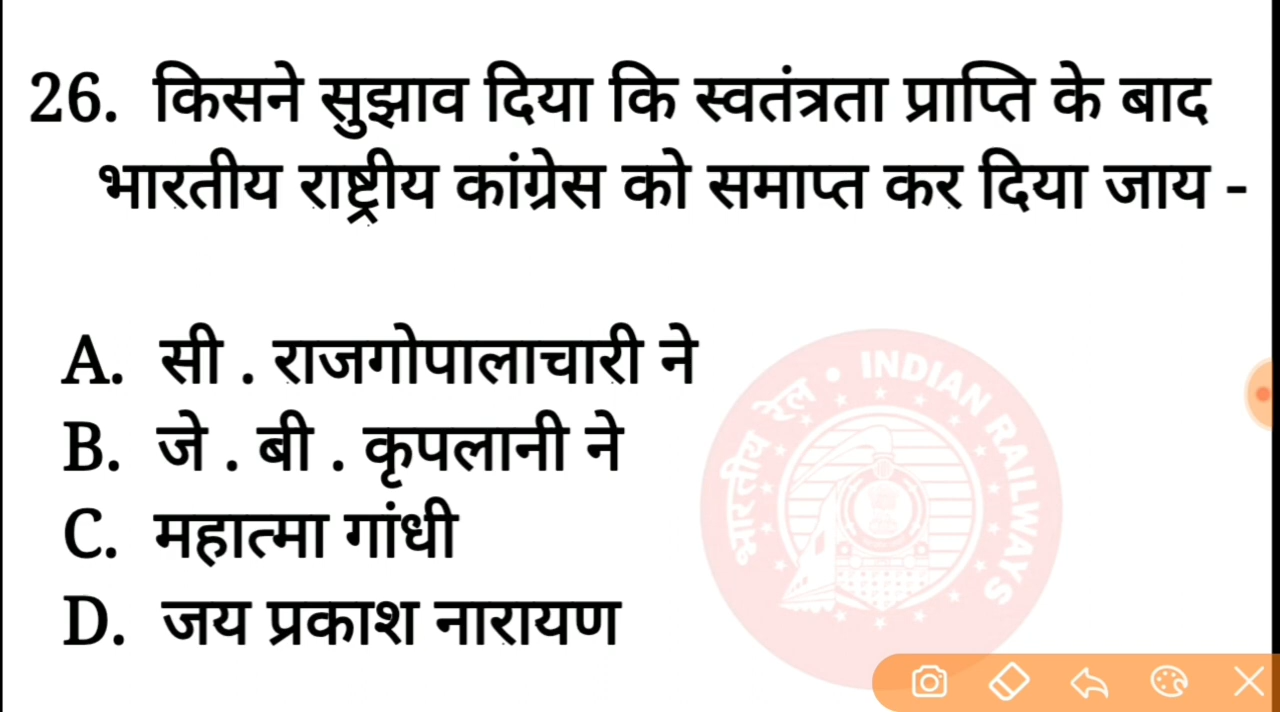 26. किसने सुझाव दिया कि स्वतंत्रता प्राप्ति के बाद
भारतीय राष्ट्रीय कांग्रेस को समाप्त कर दिया जाय -
A. सी . राजगोपालाचारी ने
B. जे . बी . कृपलानी ने
C. महात्मा गांधी
D. जय प्रकाश नारायण
भारतीय रेल • INDIAN RAILWAYS